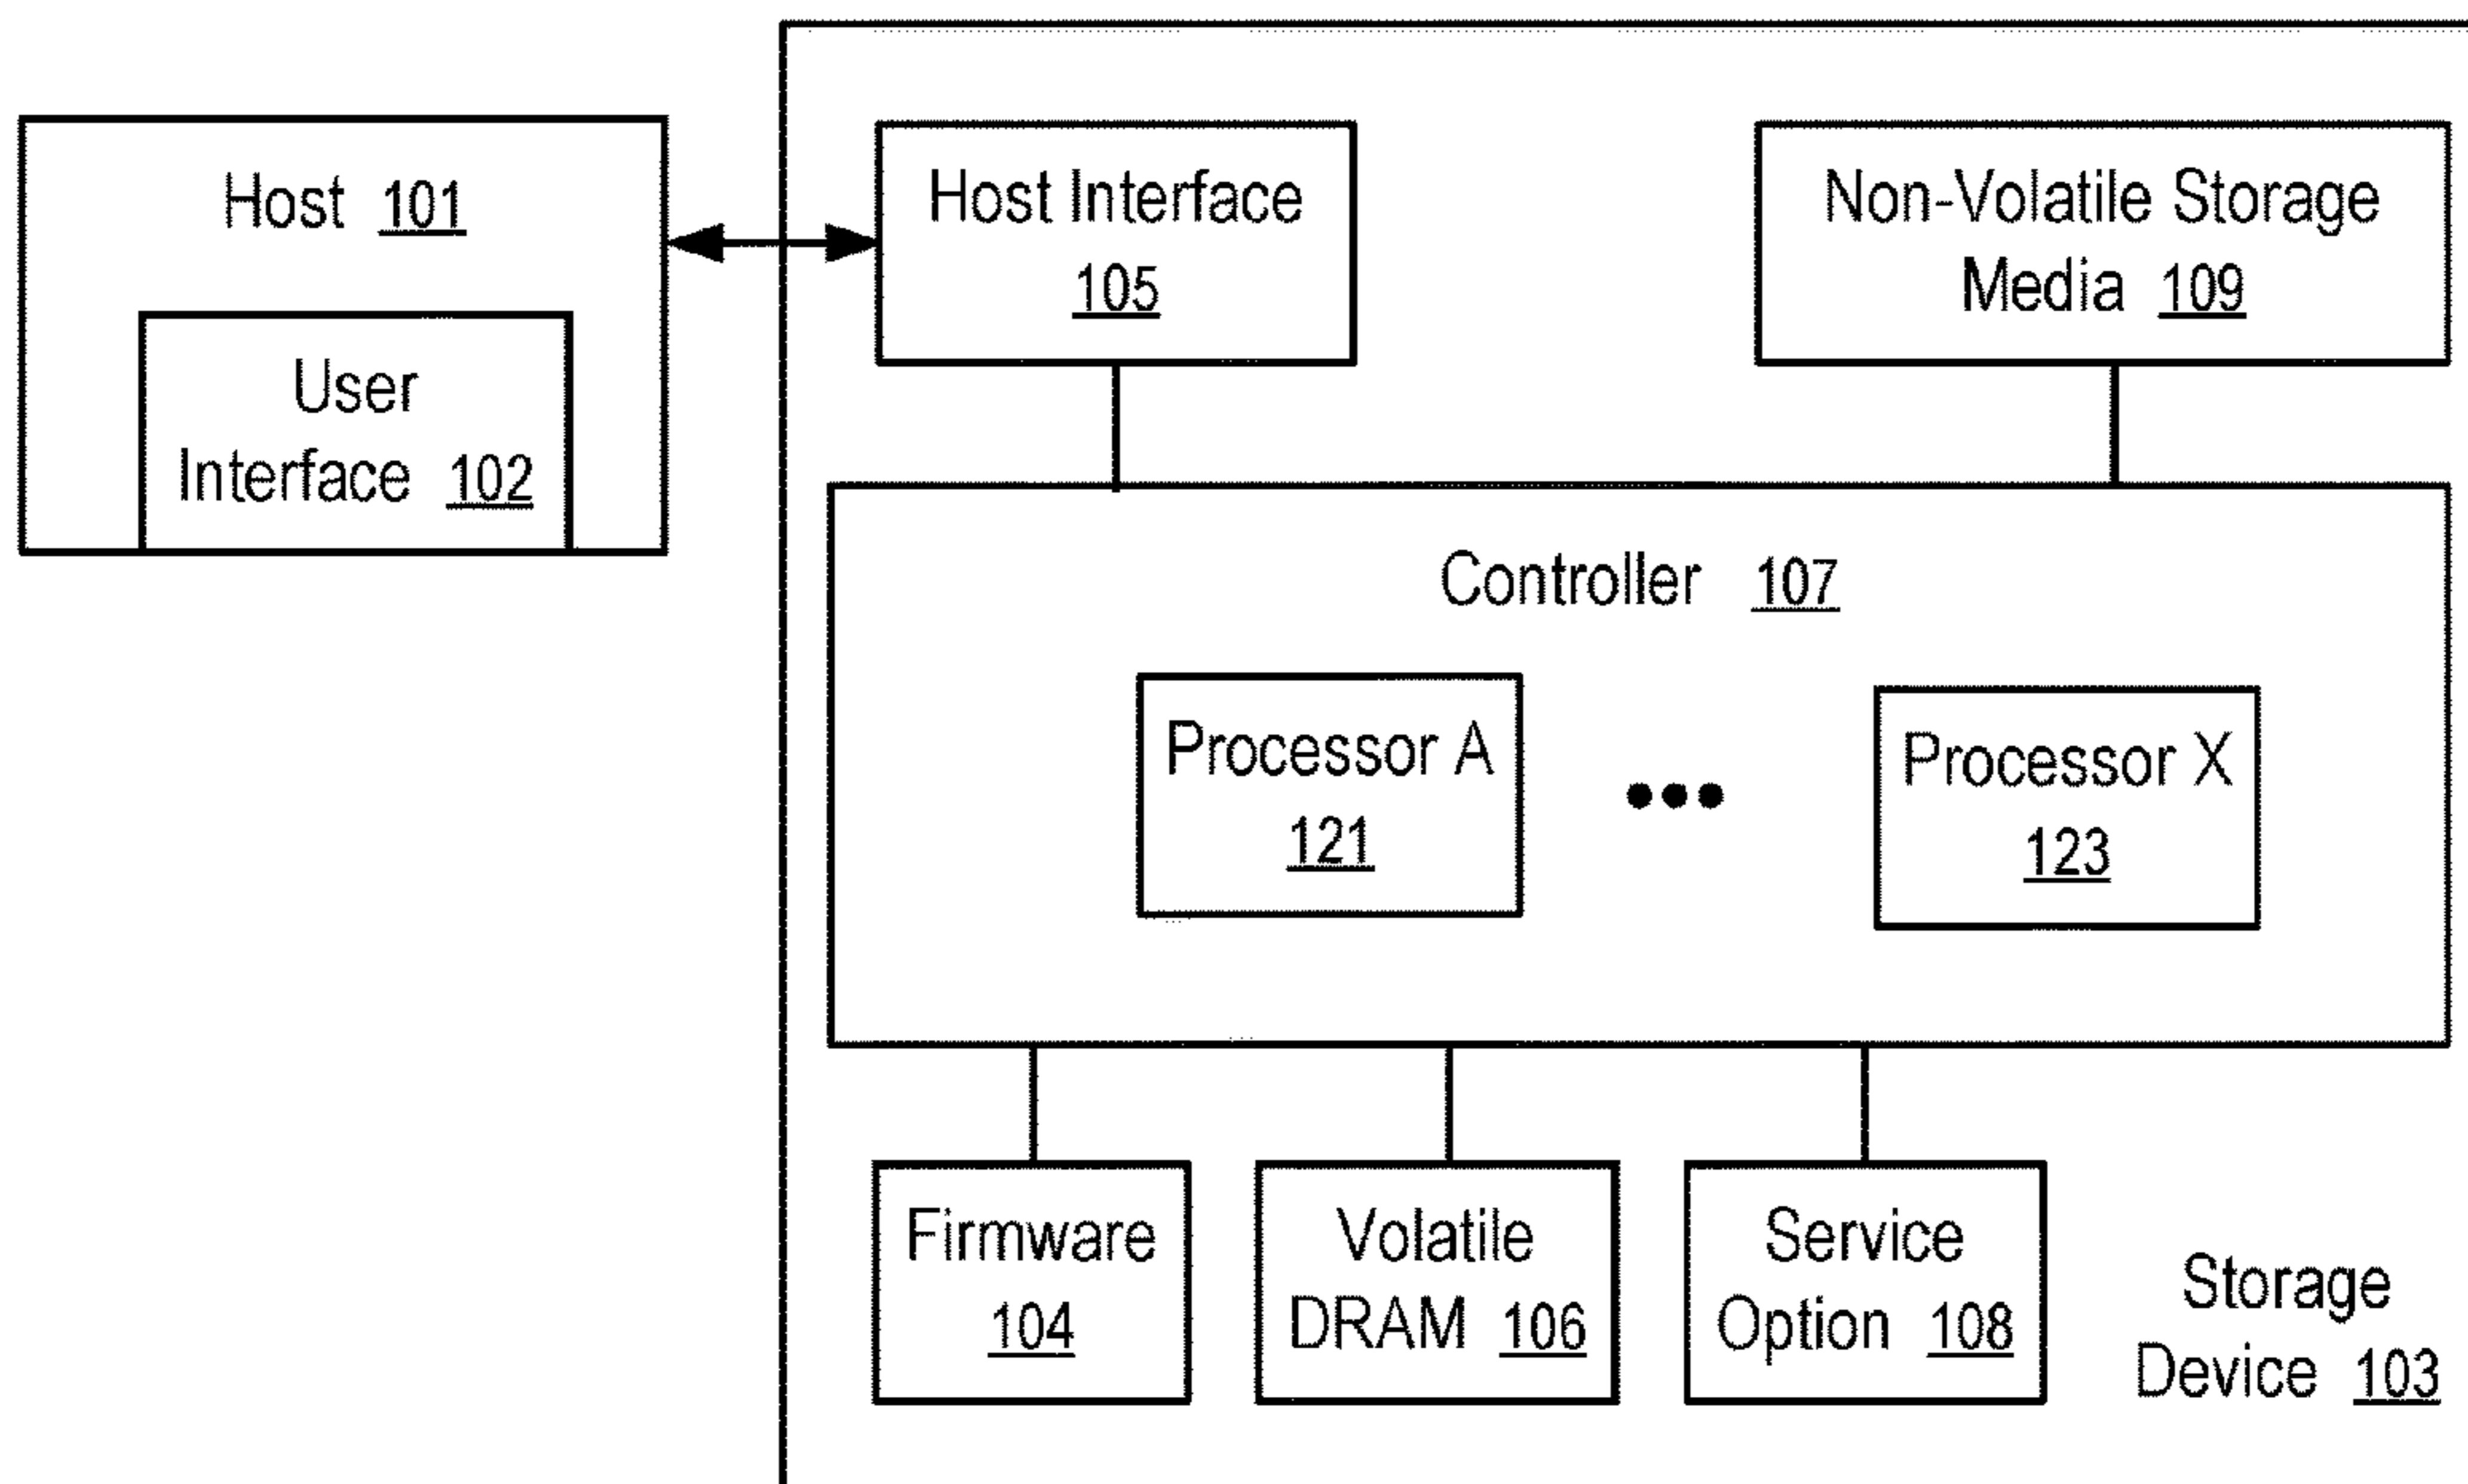 Host 101
User
Interface 102
Host Interface
105
Non-Volatile Storage
Media 109
Controller 107
Processor A
121
Processor X
123
Firmware
104
Volatile
DRAM 106
Service
Option 108
Storage
Device 103